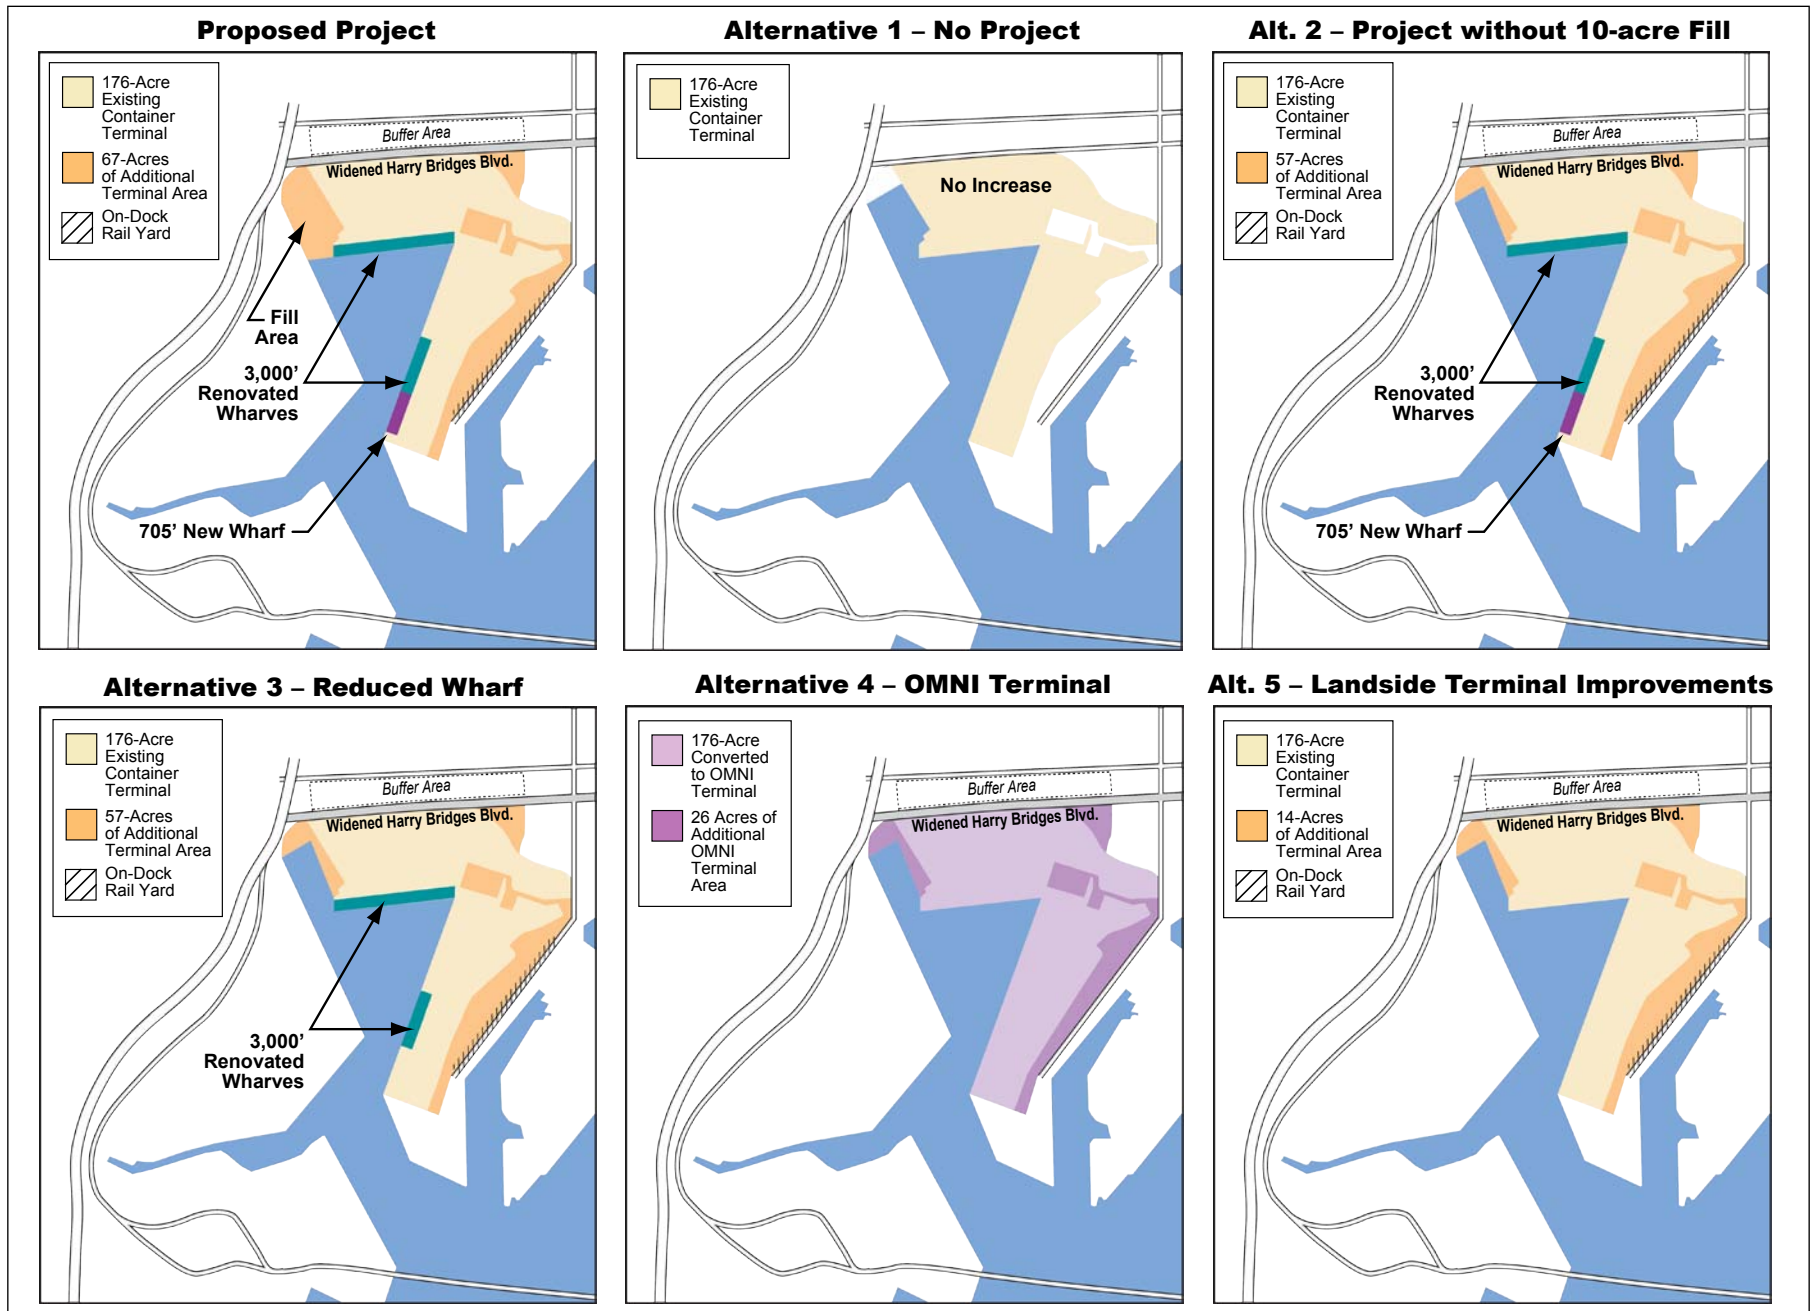 Proposed Project
176-Acre
Existing
Container
Terminal
67-Acres
of Additional
Terminal Area
On-Dock
Rail Yard
Buffer Area
Widened Harry Bridges Blvd.
Fill
Area
3,000’
Renovated
Wharves
705’ New Wharf
Alternative 1 – No Project
176-Acre
Existing
Container
Terminal
No Increase
Alt. 2 – Project without 10-acre Fill
176-Acre
Existing
Container
Terminal
57-Acres
of Additional
Terminal Area
On-Dock
Rail Yard
Buffer Area
Widened Harry Bridges Blvd.
3,000’
Renovated
Wharves
705’ New Wharf
Alternative 3 – Reduced Wharf
176-Acre
Existing
Container
Terminal
57-Acres
of Additional
Terminal Area
On-Dock
Rail Yard
Buffer Area
Widened Harry Bridges Blvd.
3,000’
Renovated
Wharves
Alternative 4 – OMNI Terminal
176-Acre
Converted
to OMNI
Terminal
26 Acres of
Additional
OMNI
Terminal
Area
Buffer Area
Widened Harry Bridges Blvd.
Alt. 5 – Landside Terminal Improvements
176-Acre
Existing
Container
Terminal
14-Acres
of Additional
Terminal Area
On-Dock
Rail Yard
Buffer Area
Widened Harry Bridges Blvd.